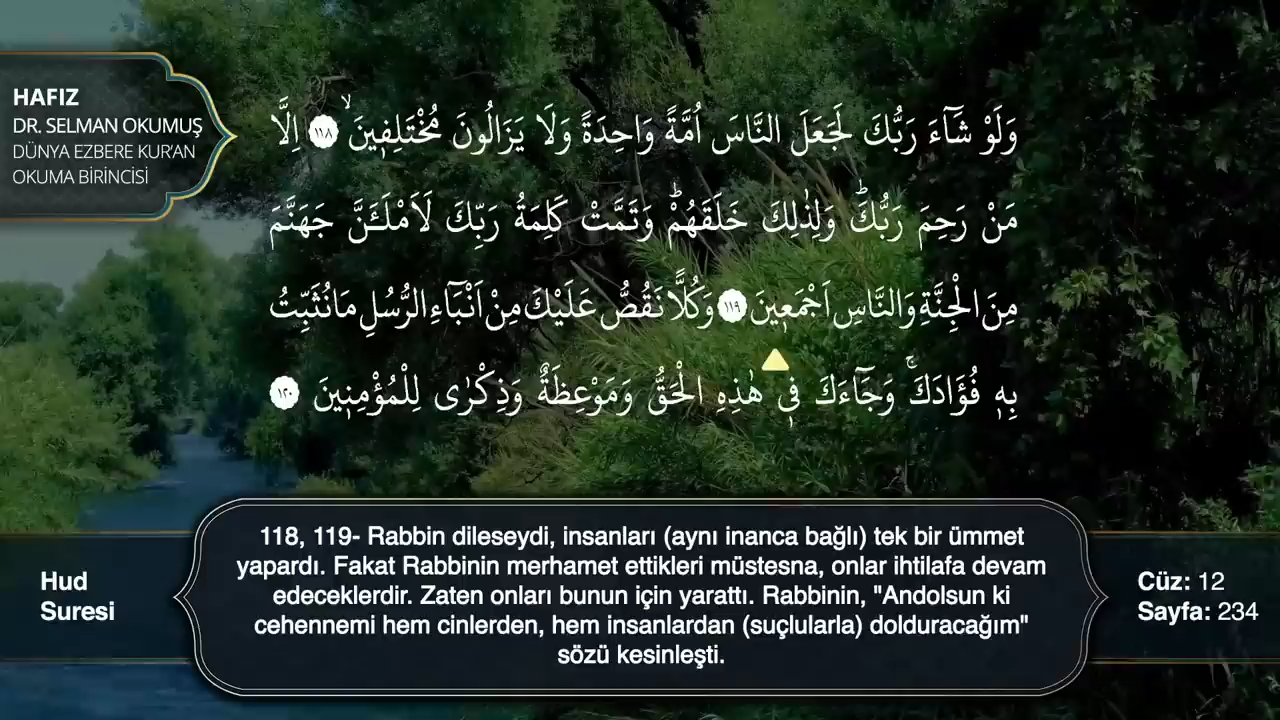 HAFIZ
DR. SELMAN OKUMUŞ
DÜNYA EZBERE KUR'AN
OKUMA BİRİNCİSİ
وَلَوْ شَٓاءَ رَبُّكَ لَجَعَلَ النَّاسَ اُمَّةً وَاحِدَةً وَلَا يَزَالُونَ مُخْتَلِف۪ينَۙ ١١٨ اِلَّا
مَنْ رَحِمَ رَبُّكَۜ وَلِذٰلِكَ خَلَقَهُمْۜ وَتَمَّتْ كَلِمَةُ رَبِّكَ لَاَمْلَـَٔنَّ جَهَنَّمَ
مِنَ الْجِنَّةِ وَالنَّاسِ اَجْمَع۪ينَ ١١٩ وَكُلًّا نَقُصُّ عَلَيْكَ مِنْ اَنْبَٓاءِ الرُّسُلِ مَا نُثَبِّتُ
بِه۪ فُؤٰادَكَۚ وَجَٓاءَكَ ف۪ي هٰذِهِ الْحَقُّ وَمَوْعِظَةٌ وَذِكْرٰى لِلْمُؤْمِن۪ينَ ١٢٠
118, 119- Rabbin dileseydi, insanları (aynı inanca bağlı) tek bir ümmet
yapardı. Fakat Rabbinin merhamet ettikleri müstesna, onlar ihtilafa devam
edeceklerdir. Zaten onları bunun için yarattı. Rabbinin, "Andolsun ki
cehennemi hem cinlerden, hem insanlardan (suçlularla) dolduracağım"
sözü kesinleşti.
Hud
Suresi
Cüz: 12
Sayfa: 234